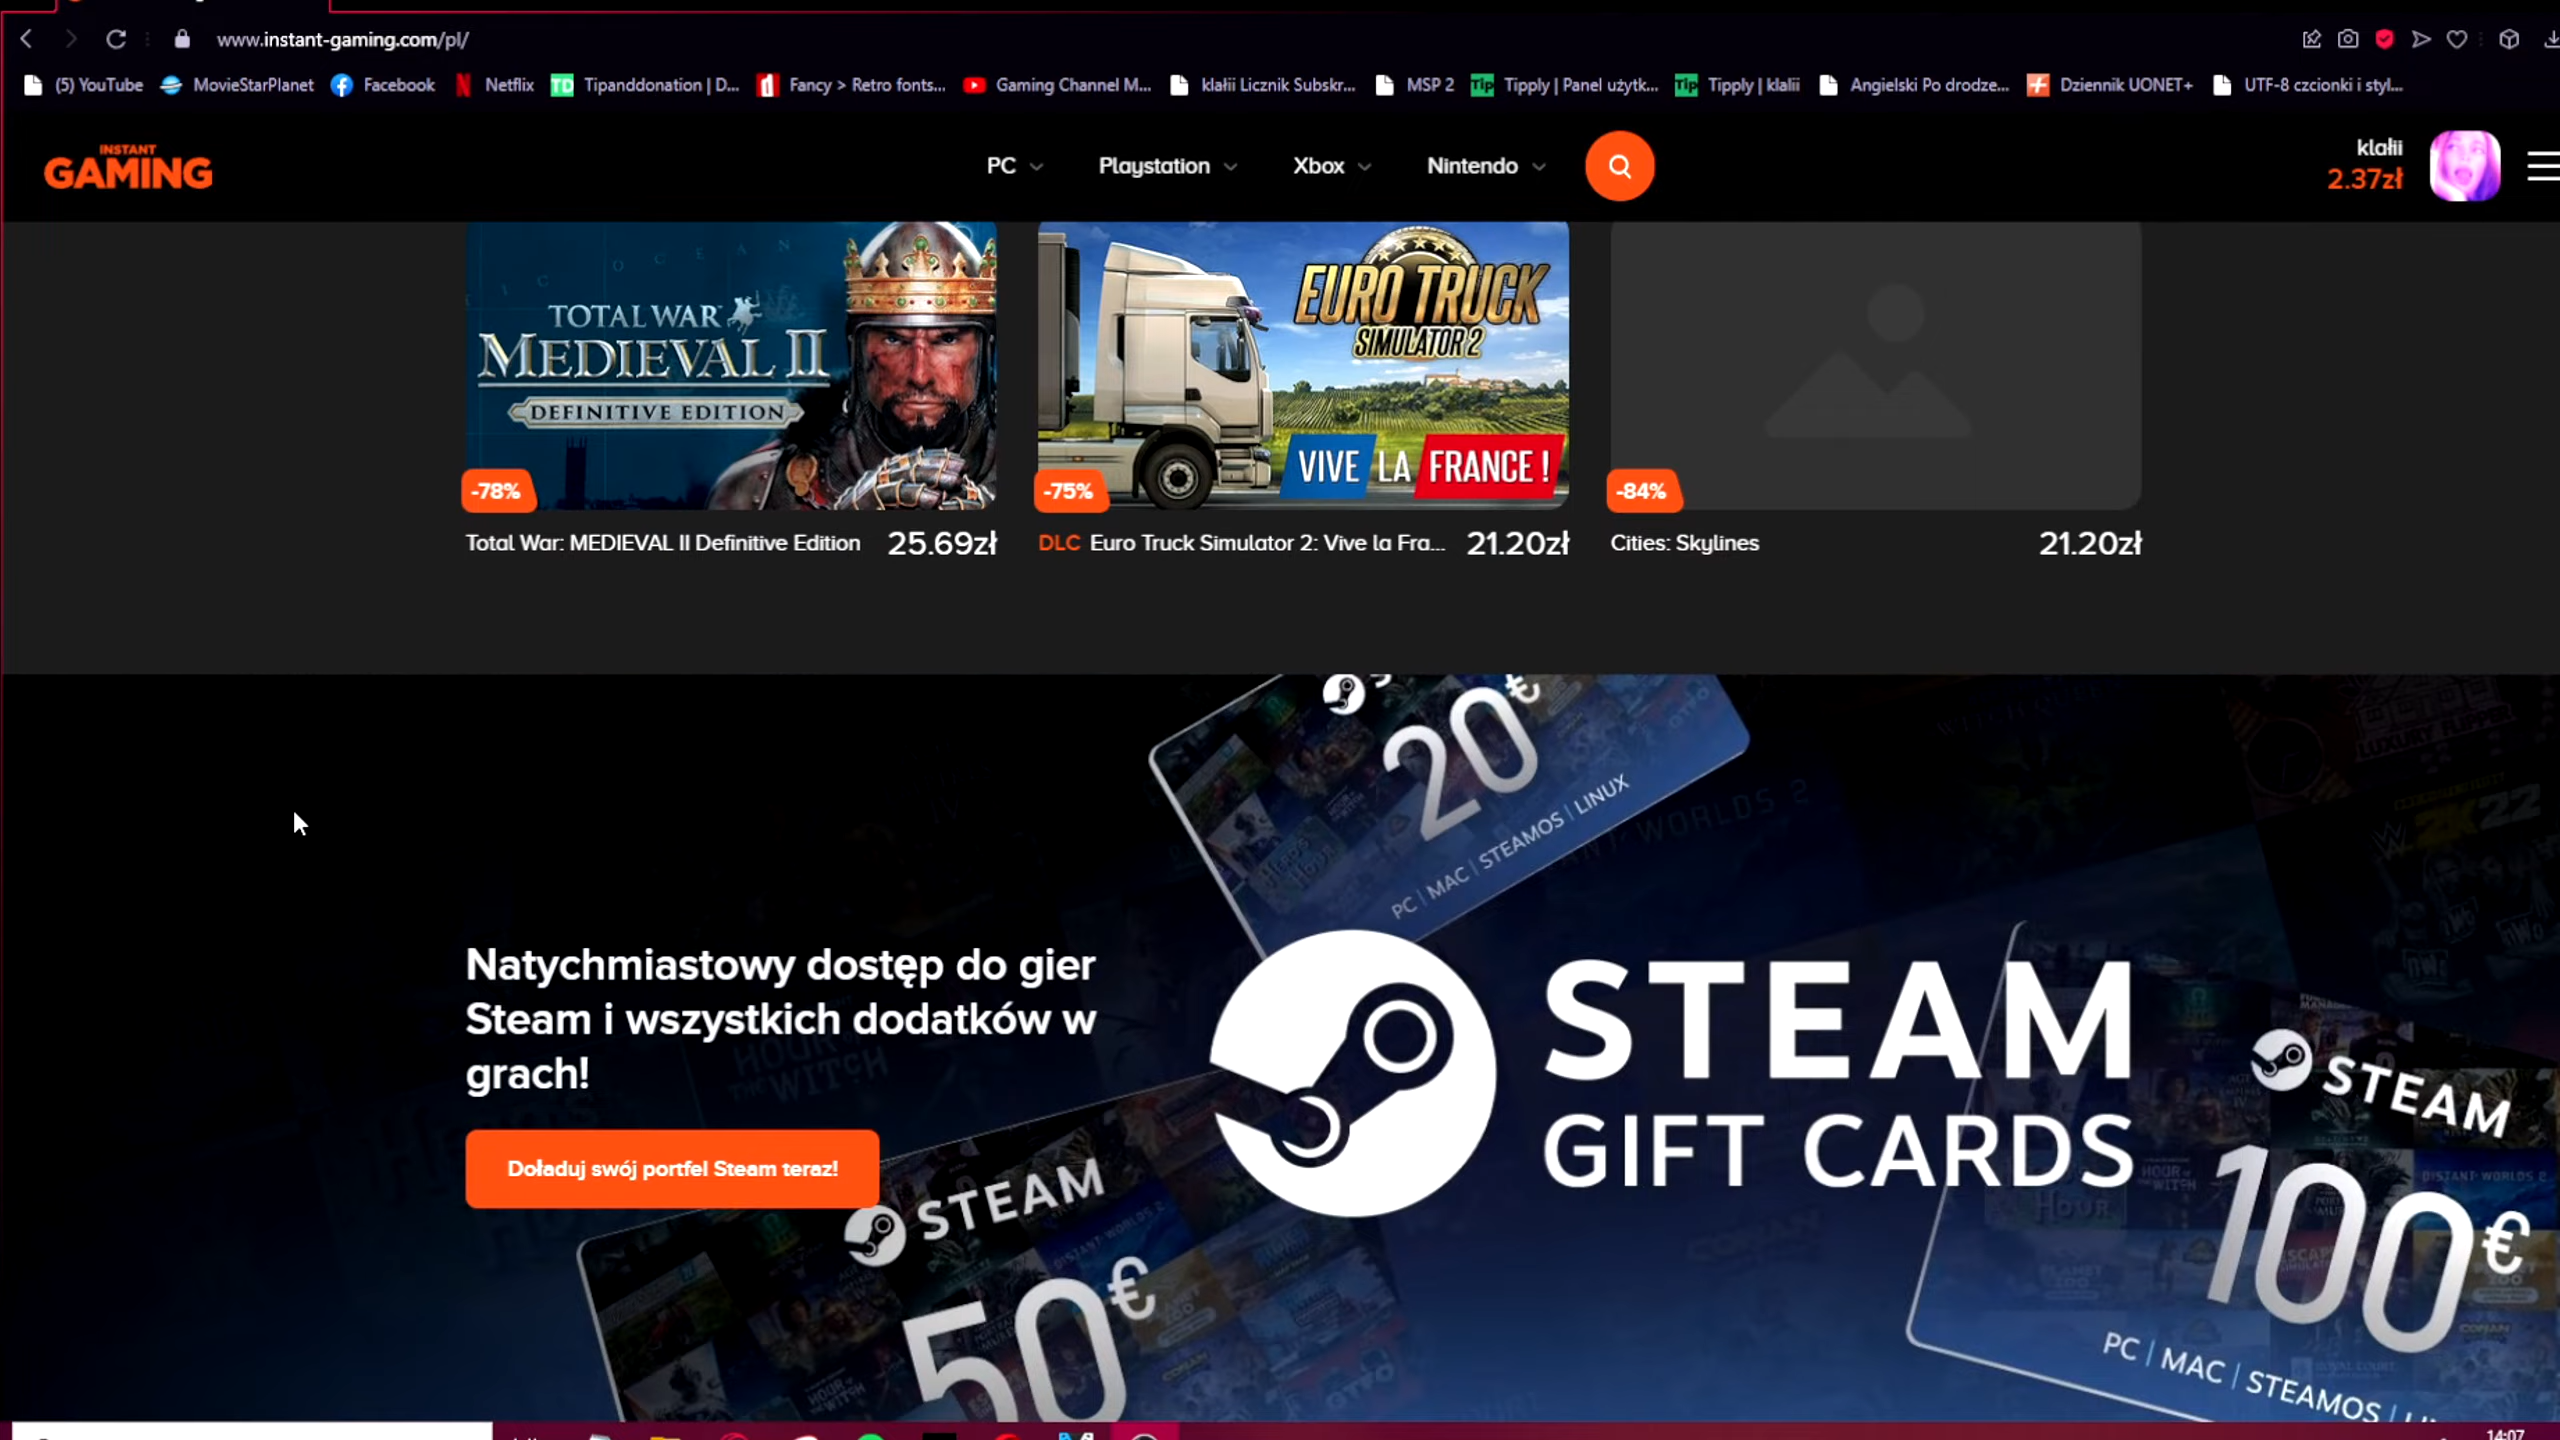 www.instant-gaming.com/pl/
(5) YouTube MovieStarPlanet Facebook Netflix Tipanddonation | D... Fancy > Retro fonts... Gaming Channel M... klałii Licznik Subskr... MSP 2 Tipply | Panel użytk... Tipply | klalii Angielski Po drodze... Dziennik UONET+ UTF-8 czcionki i styl...
INSTANT
GAMING
PC Playstation Xbox Nintendo
klałii
2.37zł
TOTAL WAR
MEDIEVAL II
DEFINITIVE EDITION
-78%
Total War: MEDIEVAL II Definitive Edition 25.69zł
EURO TRUCK
SIMULATOR 2
VIVE LA FRANCE !
-75%
DLC Euro Truck Simulator 2: Vive la Fra... 21.20zł
-84%
Cities: Skylines 21.20zł
20€
PC | MAC | STEAMOS | LINUX
Natychmiastowy dostęp do gier
Steam i wszystkich dodatków w
grach!
Doładuj swój portfel Steam teraz!
STEAM
GIFT CARDS
STEAM
50€
STEAM
100€
PC | MAC | STEAMOS |
14:07